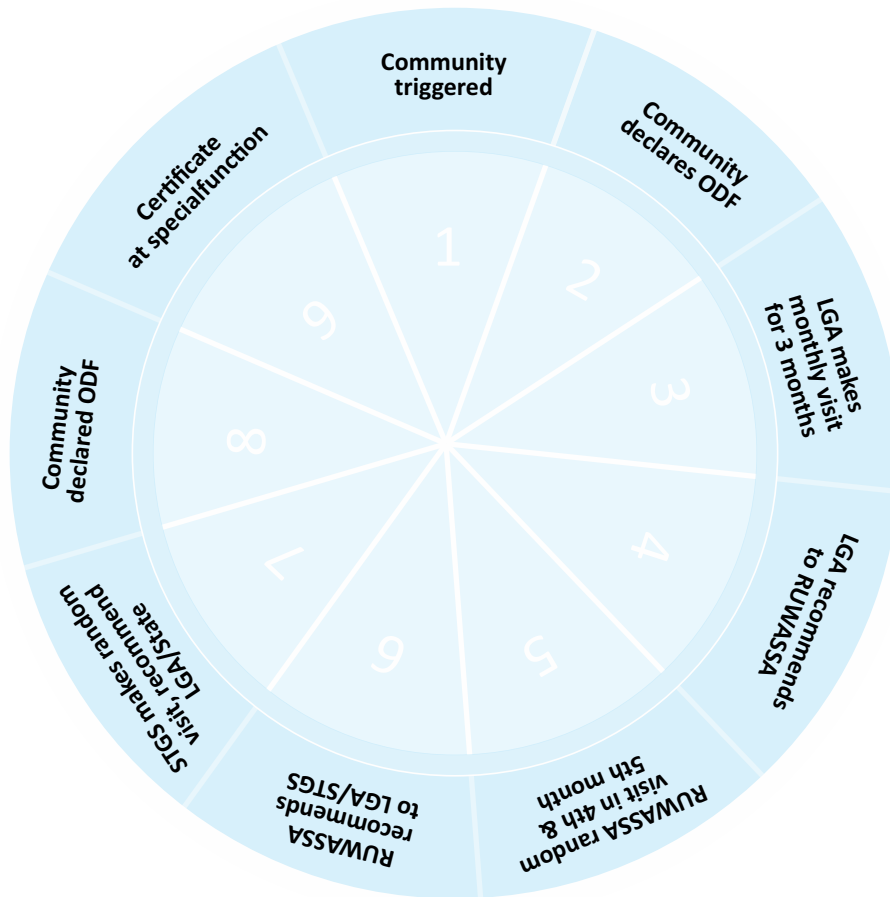 Community
triggered
Community
declares ODF
LGA makes
monthly visit
for 3 months
LGA recommends
to RUWASSA
RUWASSA random
visit in 4th &
5th month
RUWASSA
recommends
to LGA/STGS
STGS makes random
visit, recommend
LGA/State
Community
declared ODF
Certificate
at specialfunction
1
2
3
4
5
6
7
8
9